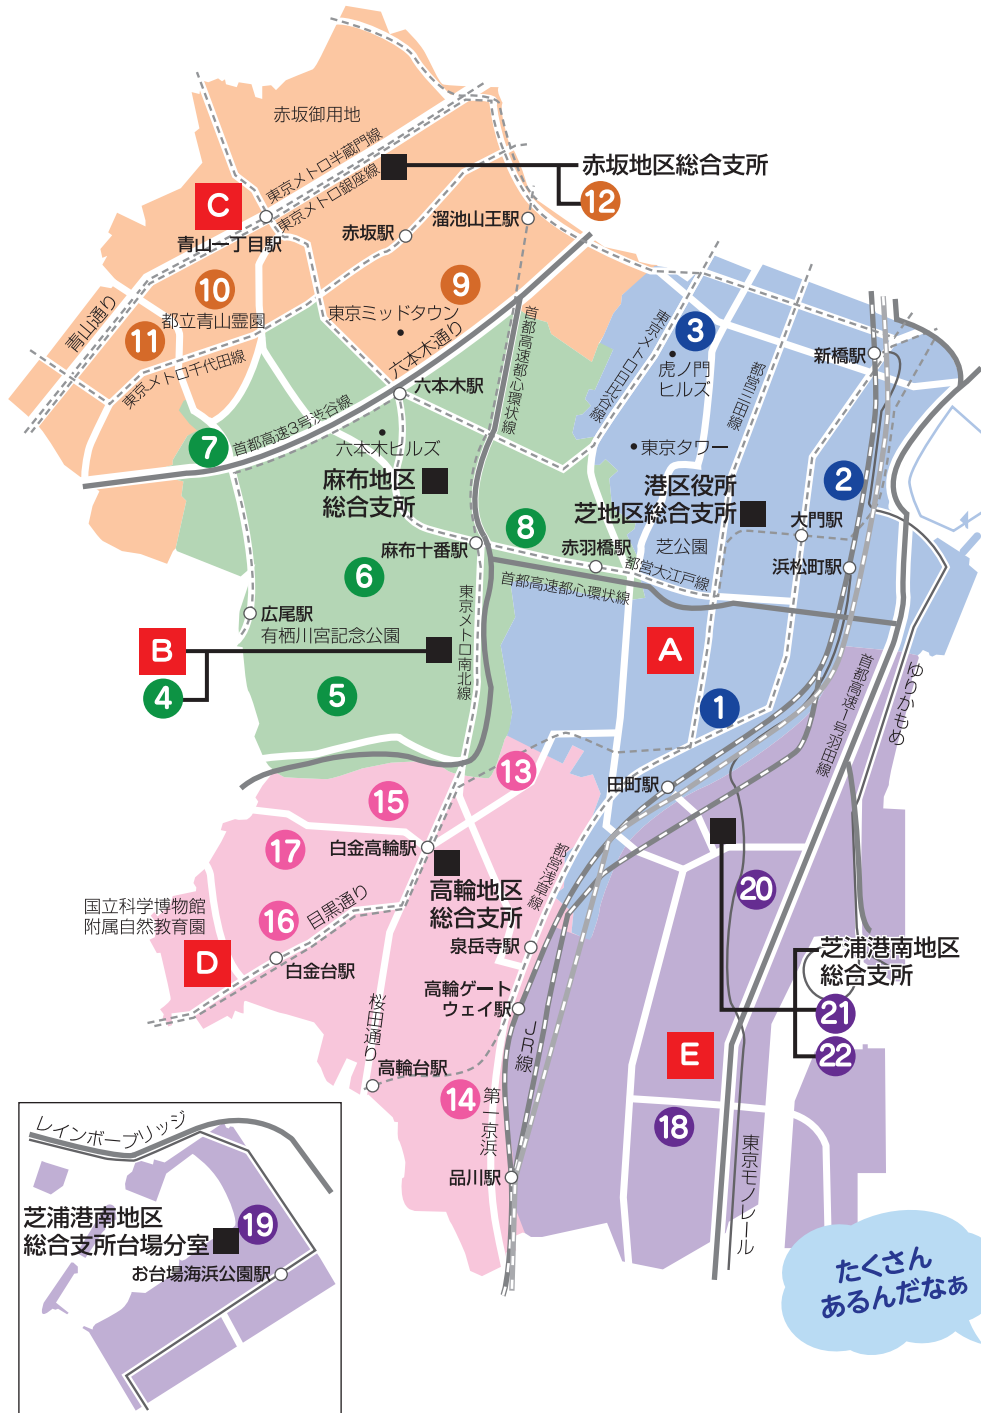 赤坂御用地
東京メトロ半蔵門線
東京メトロ銀座線
赤坂地区総合支所
12
C
青山一丁目駅
赤坂駅
溜池山王駅
10
9
3
青山通り
都立青山霊園
11
東京メトロ千代田線
東京ミッドタウン
六本木通り
首都高速都心環状線
東京メトロ日比谷線
虎ノ門
ヒルズ
都営三田線
新橋駅
六本木駅
7
首都高速3号渋谷線
六本木ヒルズ
東京タワー
麻布地区
総合支所
港区役所
芝地区総合支所
2
8
大門駅
麻布十番駅
赤羽橋駅
芝公園
浜松町駅
都営大江戸線
首都高速都心環状線
6
広尾駅
有栖川宮記念公園
東京メトロ南北線
B
4
5
A
1
首都高速1号羽田線
ゆりかもめ
13
15
田町駅
17
白金高輪駅
高輪地区
総合支所
都営浅草線
20
国立科学博物館
附属自然教育園
16
目黒通り
D
白金台駅
泉岳寺駅
芝浦港南地区
総合支所
21
22
高輪ゲート
ウェイ駅
桜田通り
JR線
E
高輪台駅
14
第一京浜
18
品川駅
東京モノレール
レインボーブリッジ
芝浦港南地区
総合支所台場分室
19
お台場海浜公園駅
たくさん
あるんだなぁ